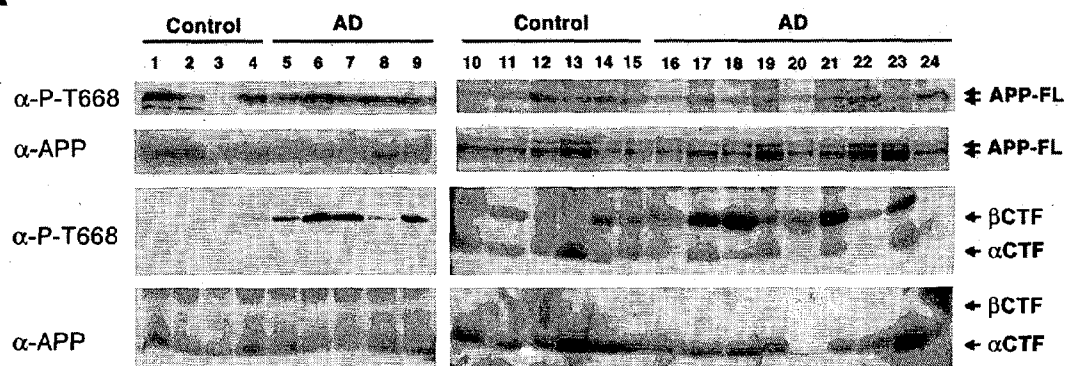 Control AD Control AD
1 2 3 4 5 6 7 8 9 10 11 12 13 14 15 16 17 18 19 20 21 22 23 24
α-P-T668 APP-FL
α-APP APP-FL
α-P-T668 βCTF
αCTF
βCTF
α-APP αCTF